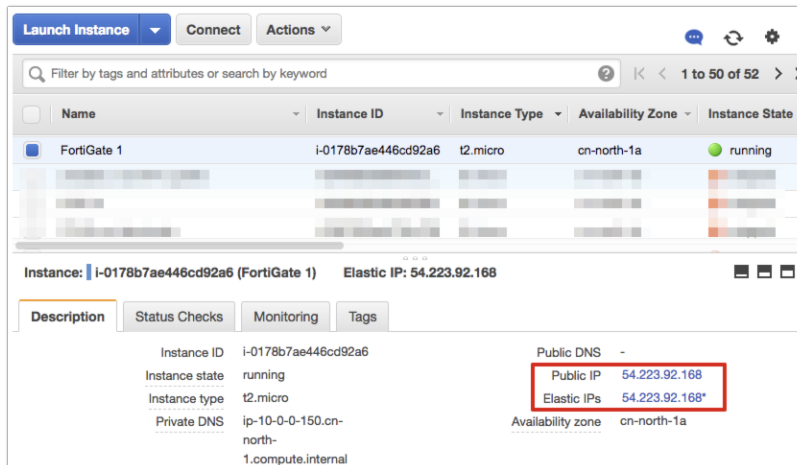 Launch Instance Connect Actions
Filter by tags and attributes or search by keyword 1 to 50 of 52
Name Instance ID Instance Type Availability Zone Instance State
FortiGate 1 i-0178b7ae446cd92a6 t2.micro cn-north-1a running
Instance: i-0178b7ae446cd92a6 (FortiGate 1) Elastic IP: 54.223.92.168
Description Status Checks Monitoring Tags
Instance ID i-0178b7ae446cd92a6 Public DNS -
Instance state running Public IP 54.223.92.168
Instance type t2.micro Elastic IPs 54.223.92.168*
Private DNS ip-10-0-0-150.cn- Availability zone cn-north-1a
north-
1.compute.internal